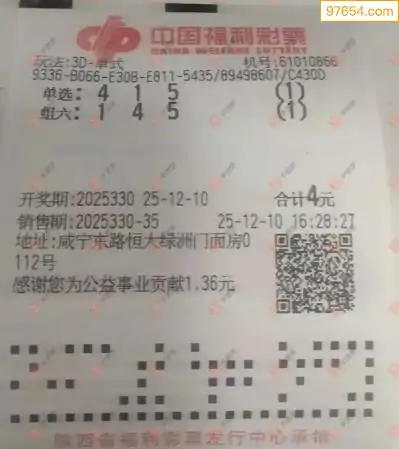 97654.com
中国福利彩票
CHINA WELFARE LOTTERY
玩法:3D-单式 机号:61010866
9336-B066-E30B-E811-5435/89498607/C430D
单选: 4 1 5 (1)
组六: 1 4 5 (1)
开奖期:2025330 25-12-10 合计4元
销售期:2025330-35 25-12-10 16:28:27
地址:咸宁东路恒大绿洲门面房0
112号
感谢您为公益事业贡献1.36元
陕西省福利彩票发行中心承销